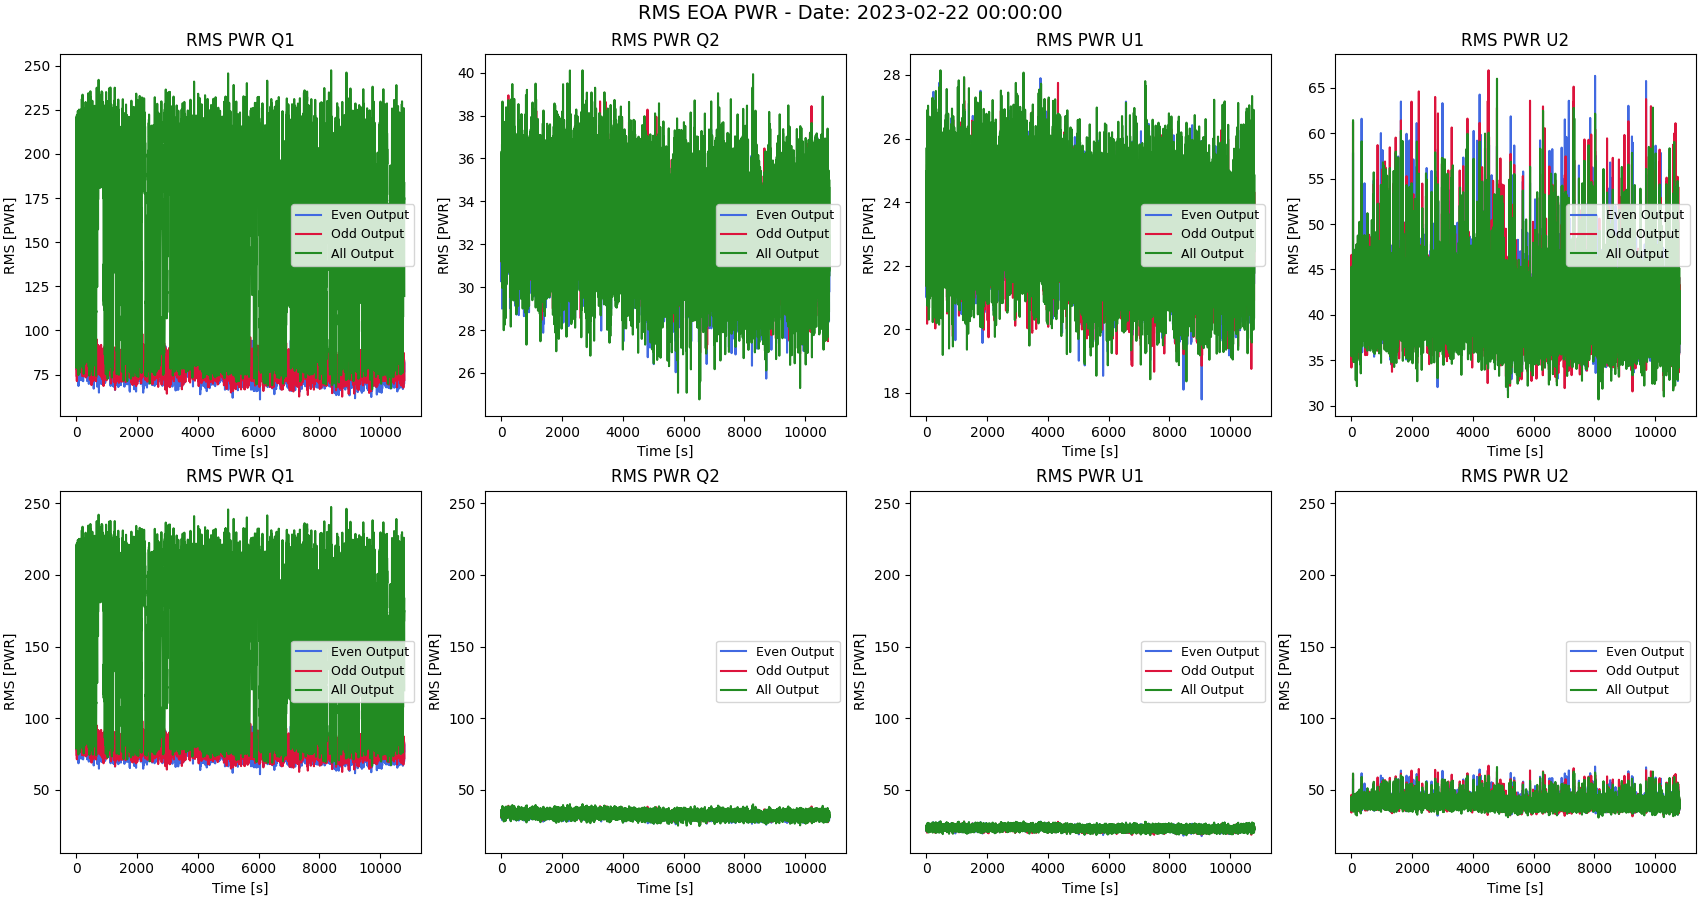 RMS EOA PWR - Date: 2023-02-22 00:00:00
RMS PWR Q1
RMS [PWR]
250
225
200
175
150
125
100
75
Even Output
Odd Output
All Output
0 2000 4000 6000 8000 10000
Time [s]
RMS PWR Q2
RMS [PWR]
40
38
36
34
32
30
28
26
Even Output
Odd Output
All Output
0 2000 4000 6000 8000 10000
Time [s]
RMS PWR U1
RMS [PWR]
28
26
24
22
20
18
Even Output
Odd Output
All Output
0 2000 4000 6000 8000 10000
Time [s]
RMS PWR U2
RMS [PWR]
65
60
55
50
45
40
35
30
Even Output
Odd Output
All Output
0 2000 4000 6000 8000 10000
Time [s]
RMS PWR Q1
RMS [PWR]
250
200
150
100
50
Even Output
Odd Output
All Output
0 2000 4000 6000 8000 10000
Time [s]
RMS PWR Q2
RMS [PWR]
250
200
150
100
50
Even Output
Odd Output
All Output
0 2000 4000 6000 8000 10000
Time [s]
RMS PWR U1
RMS [PWR]
250
200
150
100
50
Even Output
Odd Output
All Output
0 2000 4000 6000 8000 10000
Time [s]
RMS PWR U2
RMS [PWR]
250
200
150
100
50
Even Output
Odd Output
All Output
0 2000 4000 6000 8000 10000
Time [s]